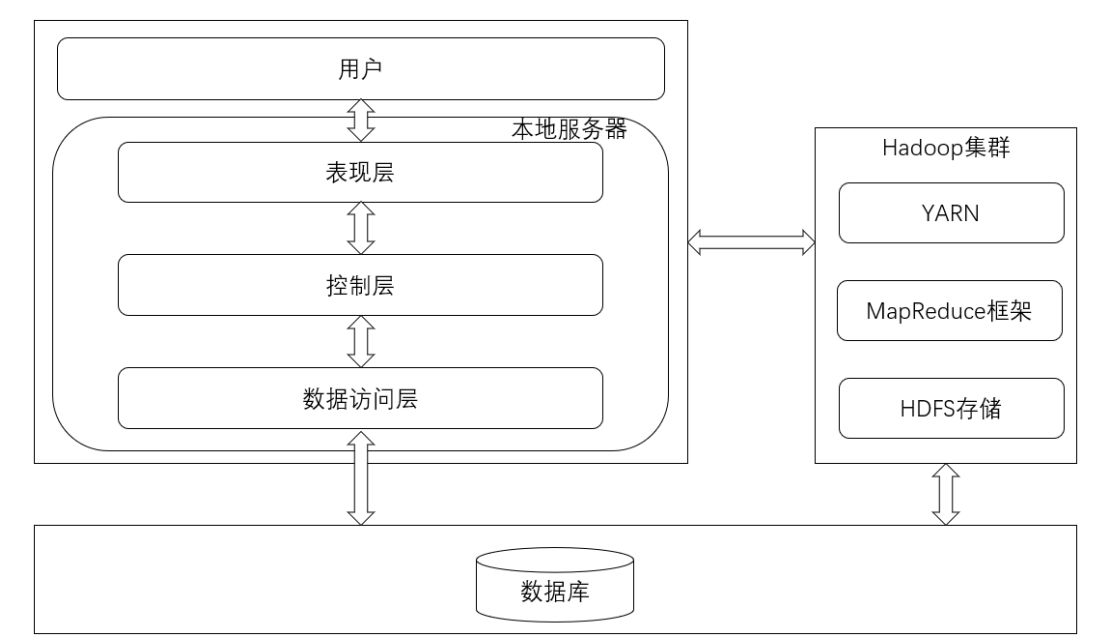 用户
本地服务器
表现层
控制层
数据访问层
Hadoop集群
YARN
MapReduce框架
HDFS存储
数据库